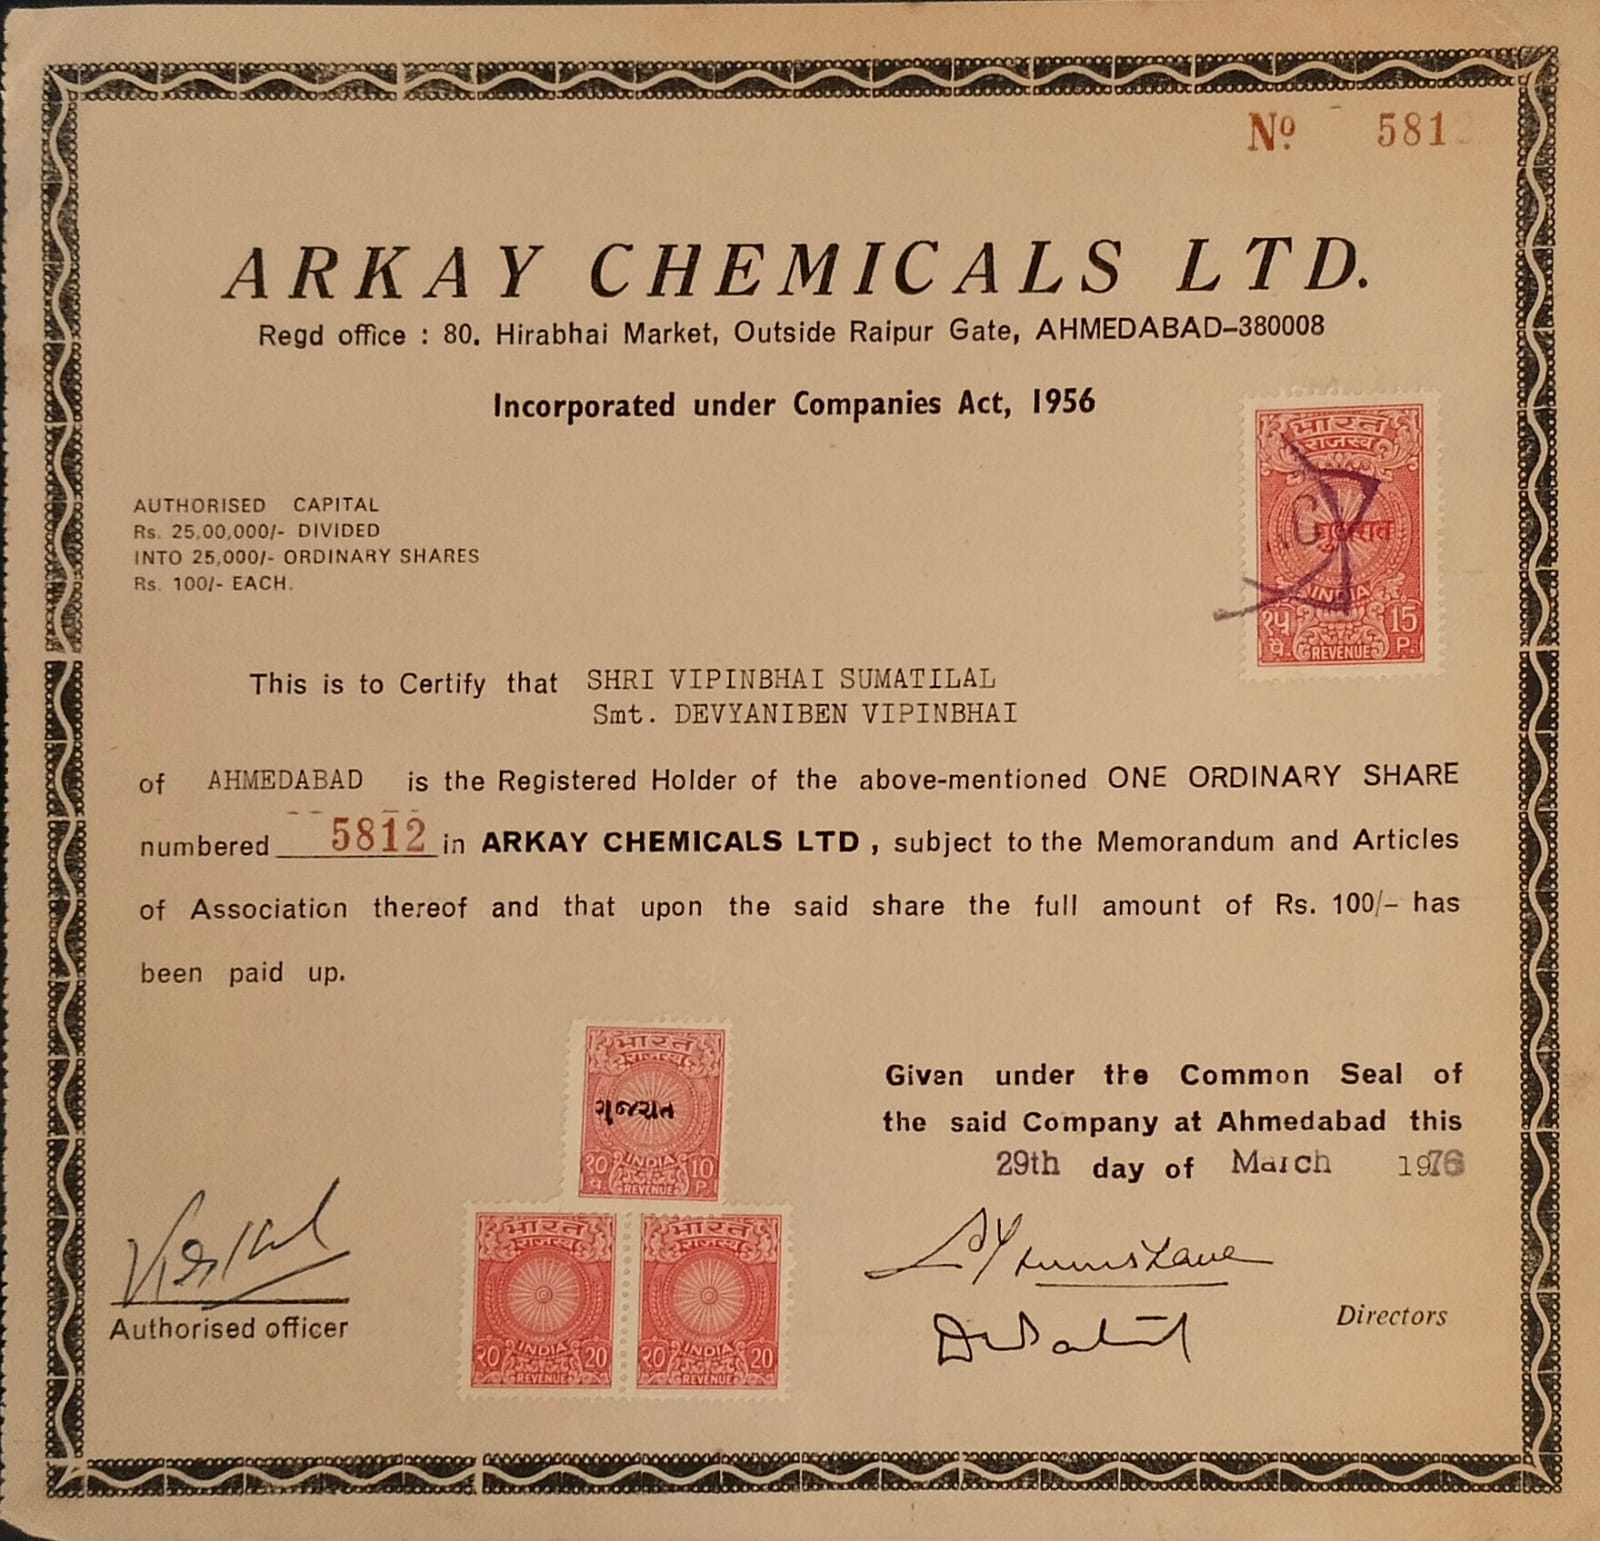 Nº 581
ARKAY CHEMICALS LTD.
Regd office : 80. Hirabhai Market, Outside Raipur Gate, AHMEDABAD–380008
Incorporated under Companies Act, 1956
भारत
राजस्व
INDIA
१५ 15
पै. REVENUE P.
AUTHORISED CAPITAL
Rs. 25,00,000/- DIVIDED
INTO 25,000/- ORDINARY SHARES
Rs. 100/- EACH.
This is to Certify that SHRI VIPINBHAI SUMATILAL
Smt. DEVYANIBEN VIPINBHAI
of AHMEDABAD is the Registered Holder of the above-mentioned ONE ORDINARY SHARE
numbered 5812 in ARKAY CHEMICALS LTD , subject to the Memorandum and Articles
of Association thereof and that upon the said share the full amount of Rs. 100/– has
been paid up.
भारत
राजस्व
ગુજરાત
INDIA
१० 10
पै. REVENUE P.
Given under the Common Seal of
the said Company at Ahmedabad this
29th day of March 1976
भारत भारत
राजस्व राजस्व
INDIA INDIA
२० 20 २० 20
REVENUE REVENUE
Authorised officer
Directors